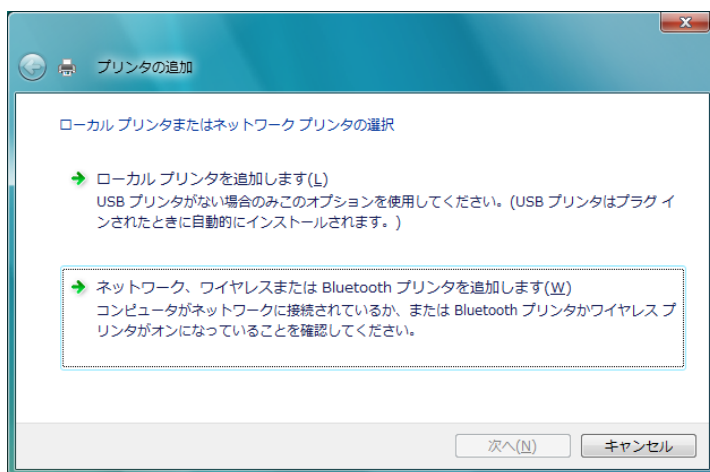 プリンタの追加
ローカル プリンタまたはネットワーク プリンタの選択
ローカル プリンタを追加します(L)
USB プリンタがない場合のみこのオプションを使用してください。(USB プリンタはプラグ イ
ンされたときに自動的にインストールされます。)
ネットワーク、ワイヤレスまたは Bluetooth プリンタを追加します(W)
コンピュータがネットワークに接続されているか、または Bluetooth プリンタかワイヤレス プ
リンタがオンになっていることを確認してください。
次へ(N)
キャンセル